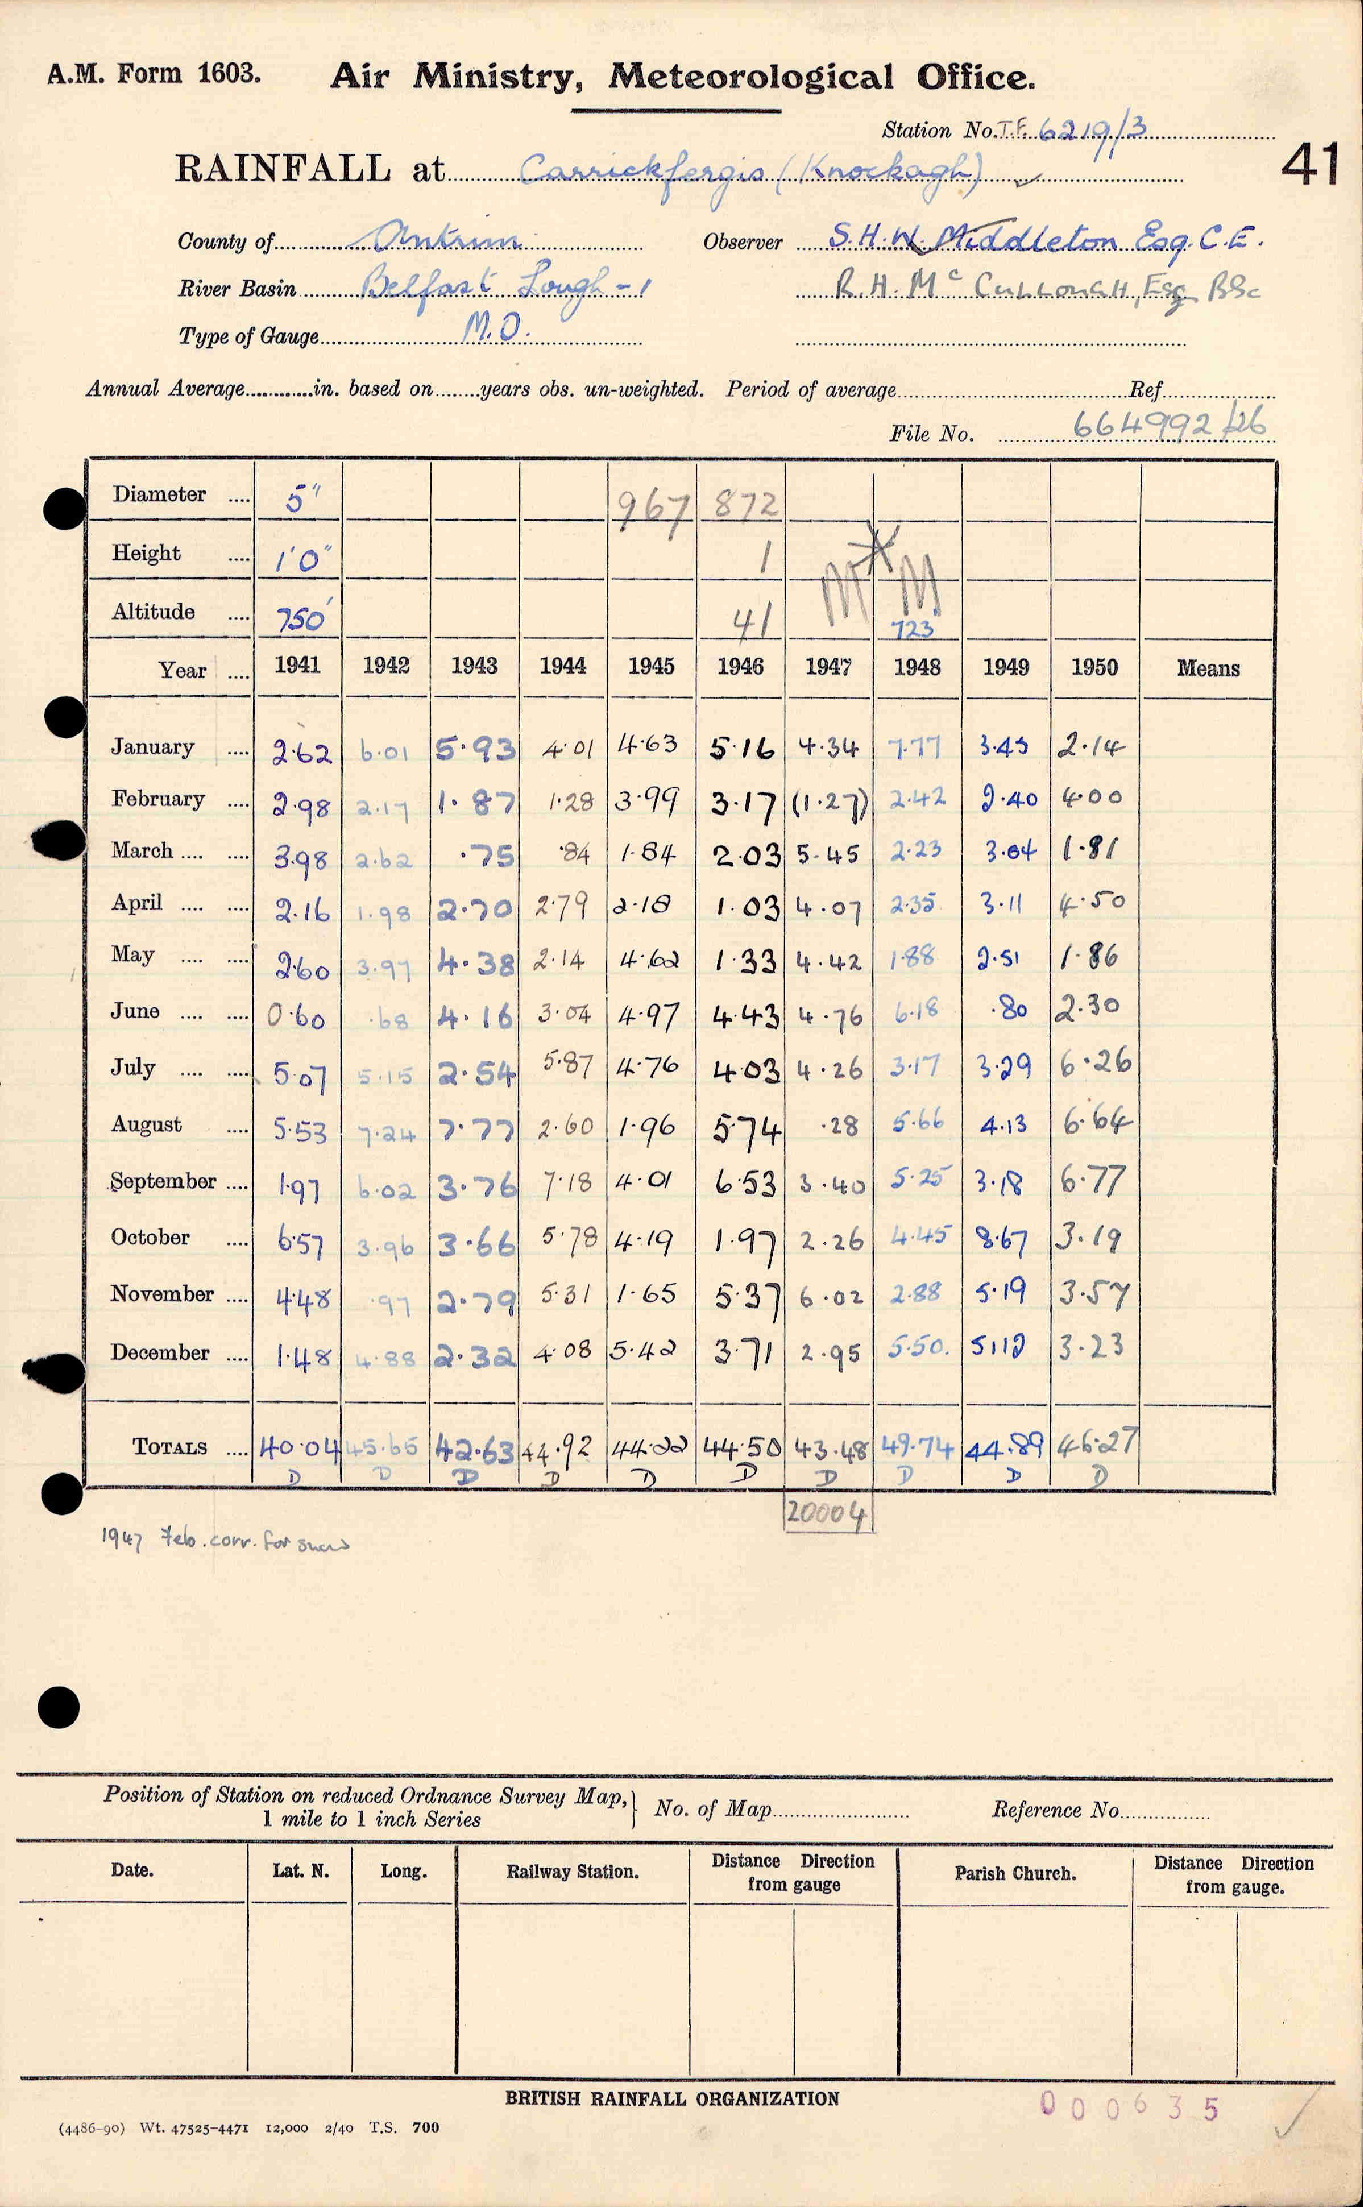 A.M. Form 1603. Air Ministry, Meteorological Office.
Station No. T.F. 6219/3
RAINFALL at Carrickfergis (Knockagh) ✓
41
County of Antrim Observer S.H.W. Middleton Esq. C.E.
River Basin Belfast Lough -1 R.H. McCullough, Esq BSc
Type of Gauge M.O.
Annual Average............in. based on........years obs. un-weighted. Period of average Ref
File No. 664992/26
Diameter .... 5" 967 872
Height .... 1'0" 1
Altitude .... 750' 41 M * M 723
Year .... 1941 1942 1943 1944 1945 1946 1947 1948 1949 1950 Means
January .... 2.62 6.01 5.93 4.01 4.63 5.16 4.34 7.77 3.45 2.14
February .... 2.98 2.17 1.87 1.28 3.99 3.17 (1.27) 2.42 2.40 4.00
March .... .... 3.98 2.62 .75 .84 1.84 2.03 5.45 2.23 3.04 1.81
April .... .... 2.16 1.98 2.70 2.79 2.18 1.03 4.07 2.35 3.11 4.50
May .... .... 2.60 3.97 4.38 2.14 4.62 1.33 4.42 1.88 2.51 1.86
June .... .... 0.60 .68 4.16 3.04 4.97 4.43 4.76 6.18 .80 2.30
July .... .... 5.07 5.15 2.54 5.87 4.76 4.03 4.26 3.17 3.29 6.26
August .... 5.53 7.24 7.77 2.60 1.96 5.74 .28 5.66 4.13 6.64
September .... 1.97 6.02 3.76 7.18 4.01 6.53 3.40 5.25 3.18 6.77
October .... 6.57 3.96 3.66 5.78 4.19 1.97 2.26 4.45 8.67 3.19
November .... 4.48 .97 2.79 5.31 1.65 5.37 6.02 2.88 5.19 3.57
December .... 1.48 4.88 2.32 4.08 5.42 3.71 2.95 5.50. 5.12 3.23
TOTALS .... 40.04 45.65 42.63 44.92 44.22 44.50 43.48 49.74 44.89 46.27
D D D D D D D D D D
20004
1947 Feb. corr. for snow
Position of Station on reduced Ordnance Survey Map, } No. of Map Reference No.
1 mile to 1 inch Series
Date. Lat. N. Long. Railway Station. Distance Direction from gauge Parish Church. Distance Direction from gauge.
BRITISH RAINFALL ORGANIZATION
000635 ✓
(4486-90) Wt. 47525-4471 12,000 2/40 T.S. 700